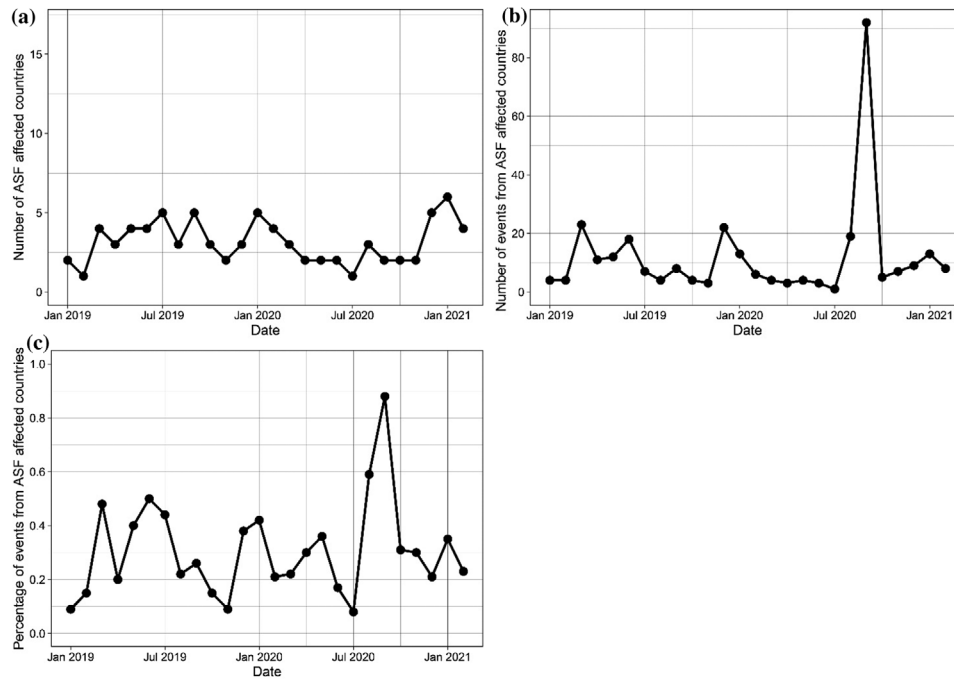 (a)
Number of ASF affected countries
15
10
5
0
Jan 2019 Jul 2019 Jan 2020 Jul 2020 Jan 2021
Date
(b)
Number of events from ASF affected countries
80
60
40
20
0
Jan 2019 Jul 2019 Jan 2020 Jul 2020 Jan 2021
Date
(c)
Percentage of events from ASF affected countries
1.0
0.8
0.6
0.4
0.2
0.0
Jan 2019 Jul 2019 Jan 2020 Jul 2020 Jan 2021
Date